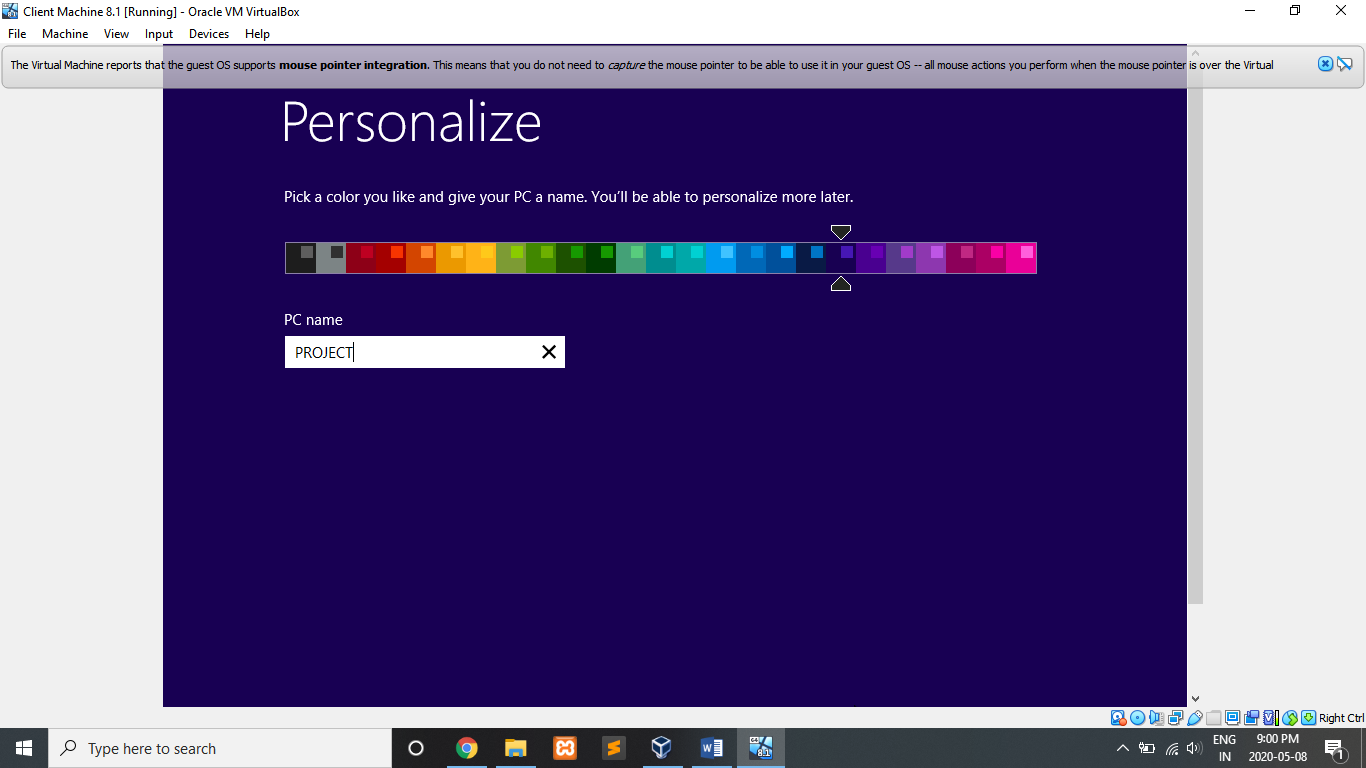 Client Machine 8.1 [Running] - Oracle VM VirtualBox
File Machine View Input Devices Help
The Virtual Machine reports that the guest OS supports mouse pointer integration. This means that you do not need to capture the mouse pointer to be able to use it in your guest OS -- all mouse actions you perform when the mouse pointer is over the Virtual
Personalize
Pick a color you like and give your PC a name. You'll be able to personalize more later.
PC name
PROJECT
Right Ctrl
Type here to search
ENG
IN
9:00 PM
2020-05-08
1